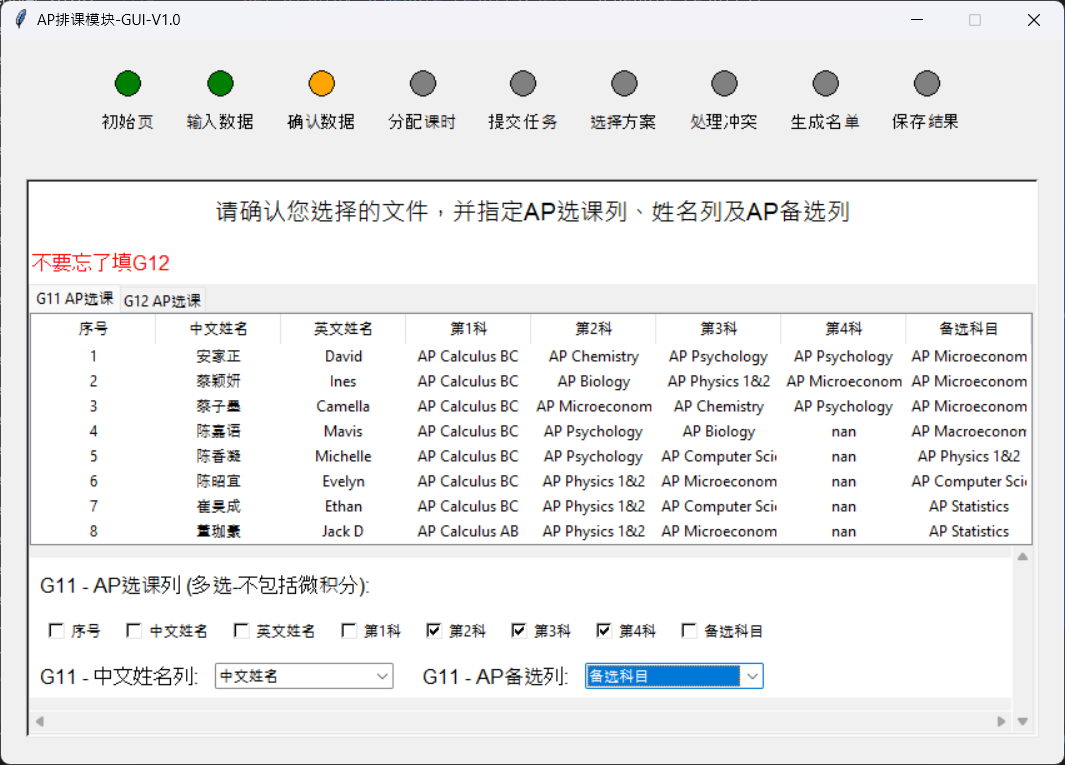 AP排课模块-GUI-V1.0
初始页 输入数据 确认数据 分配课时 提交任务 选择方案 处理冲突 生成名单 保存结果
请确认您选择的文件，并指定AP选课列、姓名列及AP备选列
不要忘了填G12
G11 AP选课 G12 AP选课
序号 中文姓名 英文姓名 第1科 第2科 第3科 第4科 备选科目
1 安家正 David AP Calculus BC AP Chemistry AP Psychology AP Psychology AP Microeconom
2 蔡颖妍 Ines AP Calculus BC AP Biology AP Physics 1&2 AP Microeconom AP Microeconom
3 蔡子墨 Camella AP Calculus BC AP Microeconom AP Chemistry AP Psychology AP Microeconom
4 陈嘉语 Mavis AP Calculus BC AP Psychology AP Biology nan AP Macroeconom
5 陈香凝 Michelle AP Calculus BC AP Psychology AP Computer Sci nan AP Physics 1&2
6 陈昭宜 Evelyn AP Calculus BC AP Physics 1&2 AP Microeconom nan AP Computer Sci
7 崔昊成 Ethan AP Calculus BC AP Physics 1&2 AP Computer Sci nan AP Statistics
8 董珈豪 Jack D AP Calculus AB AP Physics 1&2 AP Microeconom nan AP Statistics
G11 - AP选课列 (多选-不包括微积分):
序号 中文姓名 英文姓名 第1科 第2科 第3科 第4科 备选科目
G11 - 中文姓名列: 中文姓名 G11 - AP备选列: 备选科目